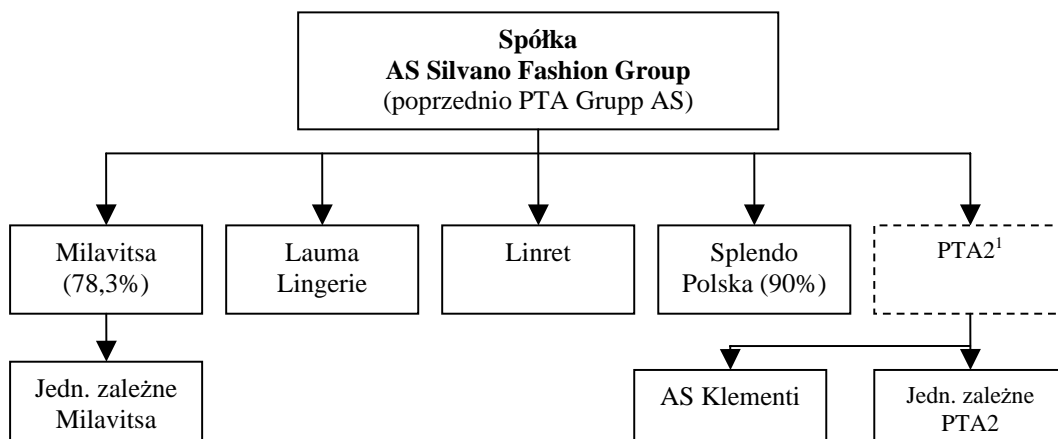 Spółka
AS Silvano Fashion Group
(poprzednio PTA Grupp AS)
Milavitsa
(78,3%)
Lauma
Lingerie
Linret
Splendo
Polska (90%)
PTA2¹
Jedn. zależne
Milavitsa
AS Klementi
Jedn. zależne
PTA2